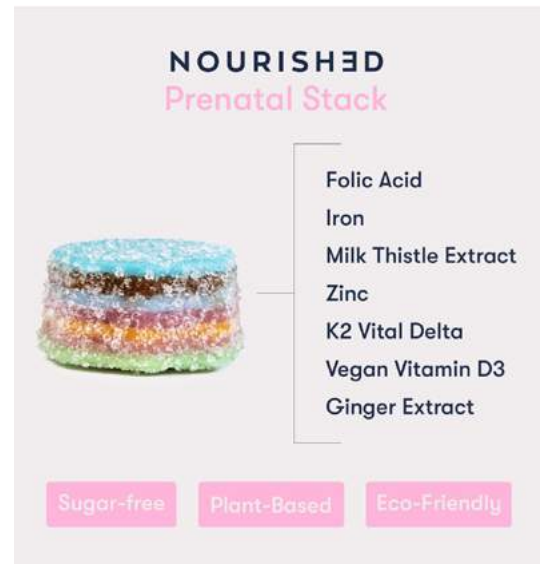 NOURISHƎD
Prenatal Stack
Folic Acid
Iron
Milk Thistle Extract
Zinc
K2 Vital Delta
Vegan Vitamin D3
Ginger Extract
Sugar-free
Plant-Based
Eco-Friendly